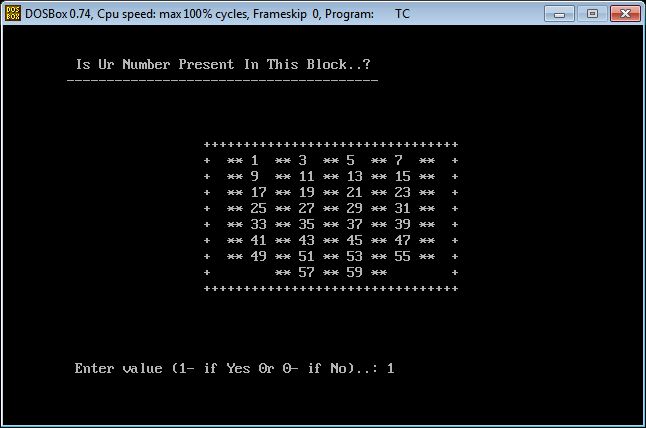 DOSBox 0.74, Cpu speed: max 100% cycles, Frameskip 0, Program: TC
Is Ur Number Present In This Block..?
---------------------------------------
++++++++++++++++++++++++++++++++
+  ** 1  ** 3  ** 5  ** 7  **  +
+  ** 9  ** 11 ** 13 ** 15 **  +
+  ** 17 ** 19 ** 21 ** 23 **  +
+  ** 25 ** 27 ** 29 ** 31 **  +
+  ** 33 ** 35 ** 37 ** 39 **  +
+  ** 41 ** 43 ** 45 ** 47 **  +
+  ** 49 ** 51 ** 53 ** 55 **  +
+        ** 57 ** 59 **        +
++++++++++++++++++++++++++++++++
Enter value (1- if Yes Or 0- if No)..: 1